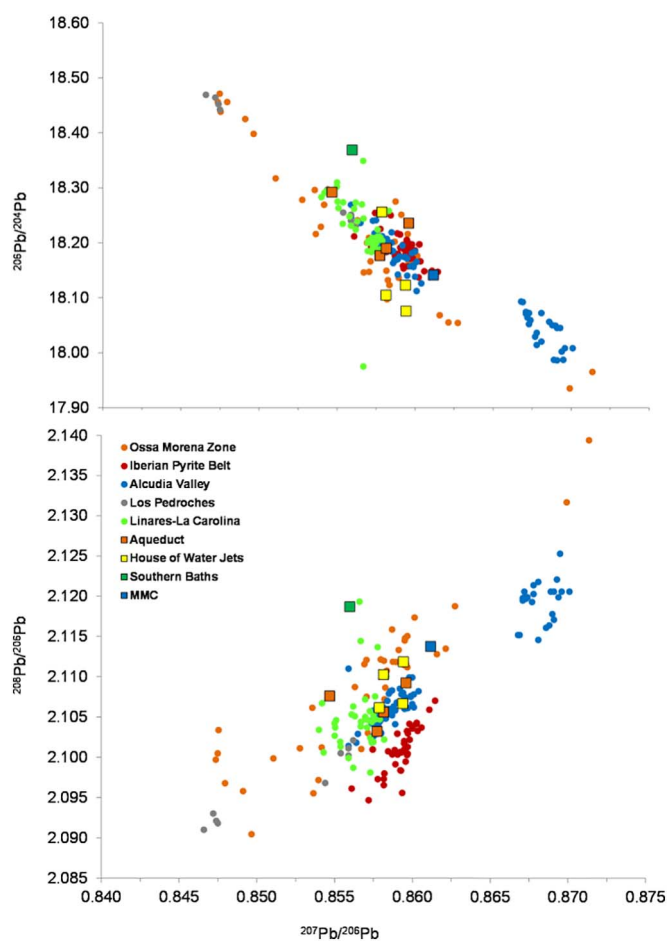 18.60
18.50
18.40
18.30
18.20
18.10
18.00
17.90
206Pb/204Pb
2.140
2.135
2.130
2.125
2.120
2.115
2.110
2.105
2.100
2.095
2.090
2.085
208Pb/206Pb
Ossa Morena Zone
Iberian Pyrite Belt
Alcudia Valley
Los Pedroches
Linares-La Carolina
Aqueduct
House of Water Jets
Southern Baths
MMC
0.840 0.845 0.850 0.855 0.860 0.865 0.870 0.875
207Pb/206Pb